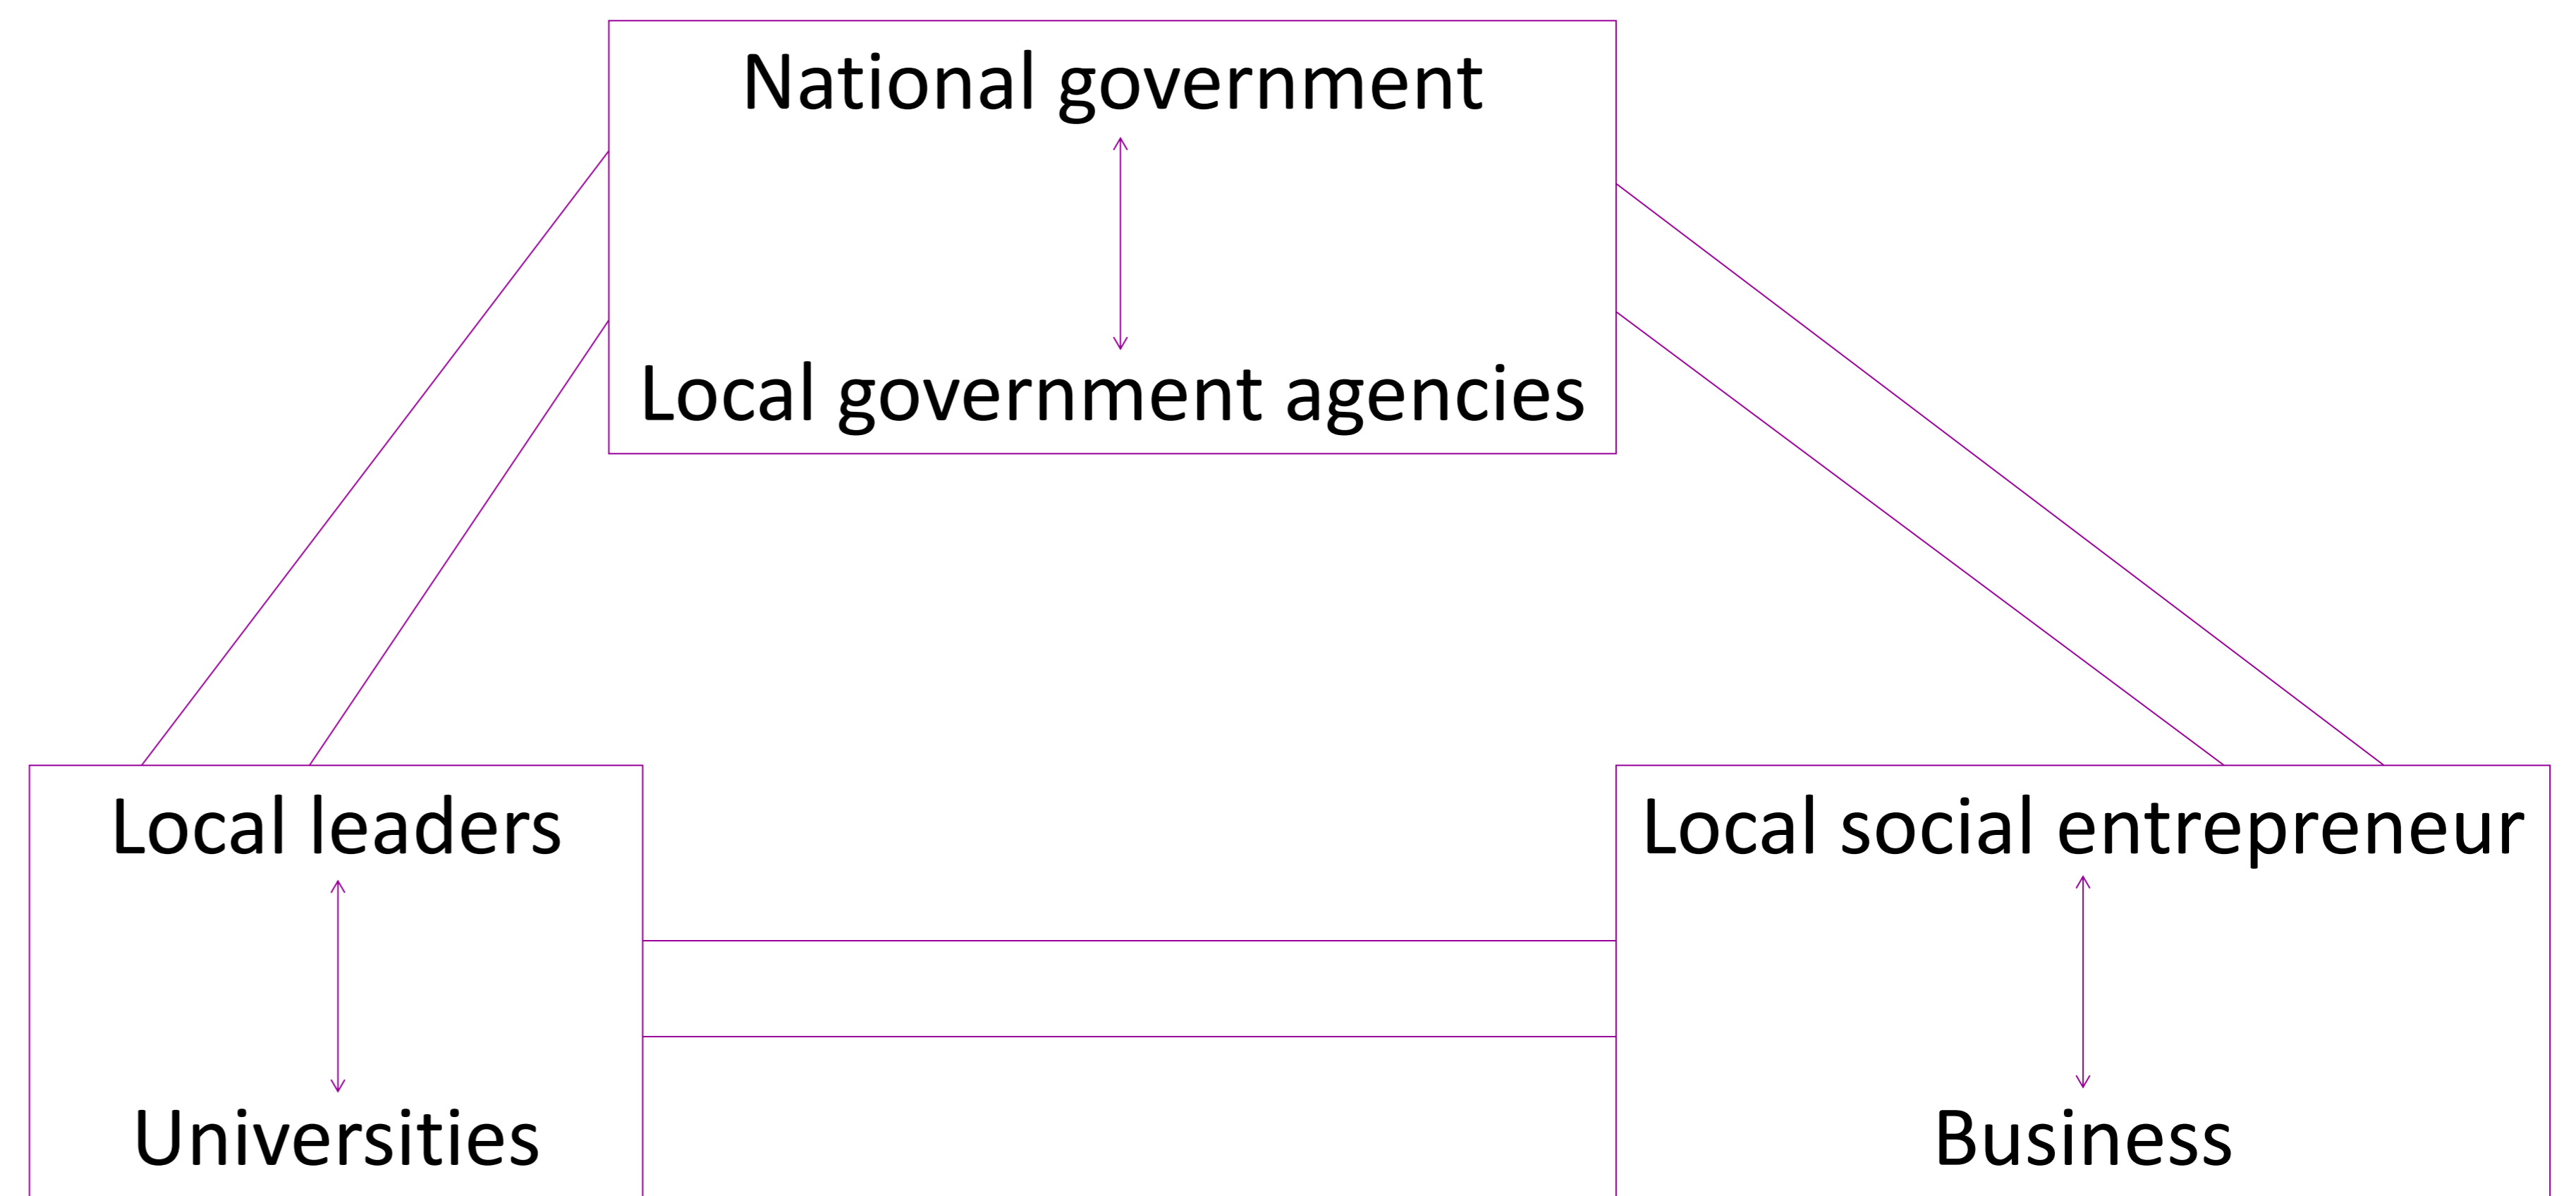 National government
Local government agencies
Local leaders
Universities
Local social entrepreneur
Business